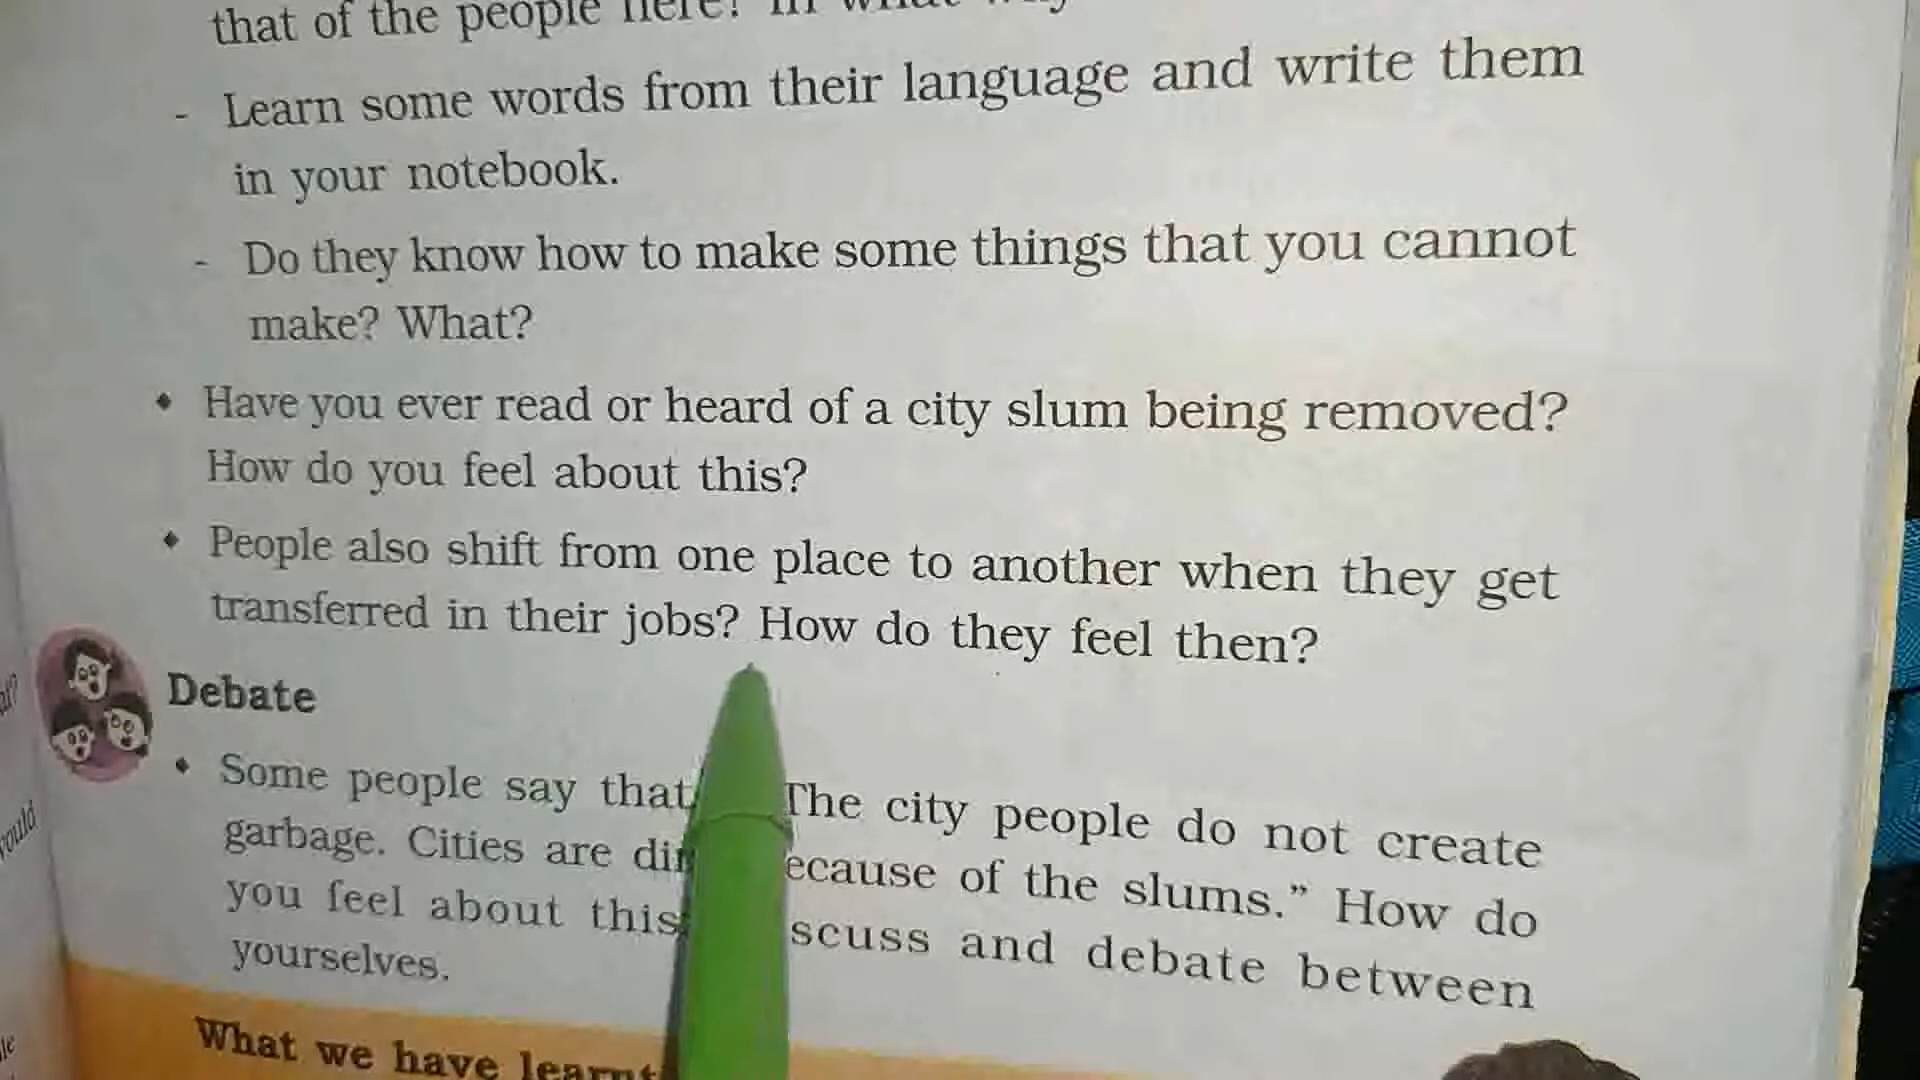 that of the people here? In what way
- Learn some words from their language and write them
in your notebook.
- Do they know how to make some things that you cannot
make? What?
• Have you ever read or heard of a city slum being removed?
How do you feel about this?
• People also shift from one place to another when they get
transferred in their jobs? How do they feel then?
Debate
• Some people say that The city people do not create
garbage. Cities are ecause of the slums.” How do
you feel about this scuss and debate between
yourselves.
What we have learnt